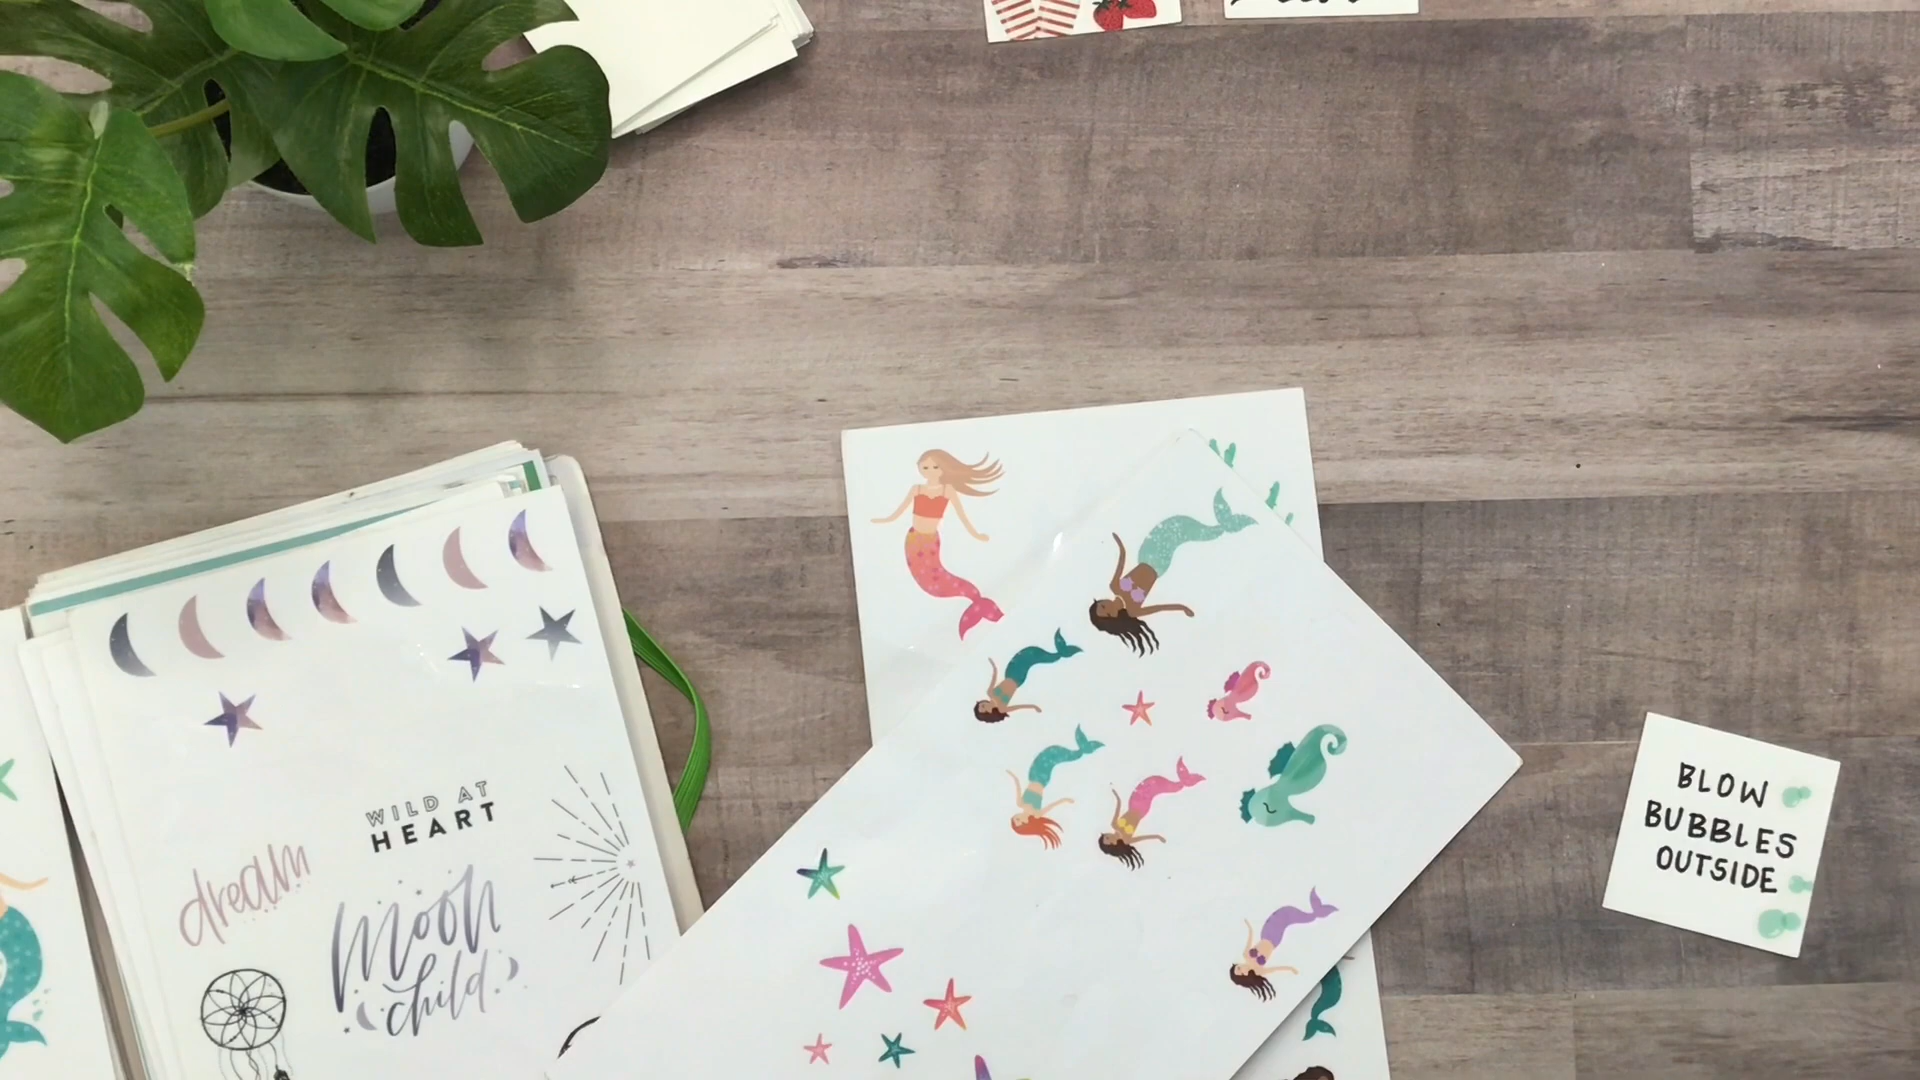 WILD AT
HEART
dream
moon
child
BLOW
BUBBLES
OUTSIDE